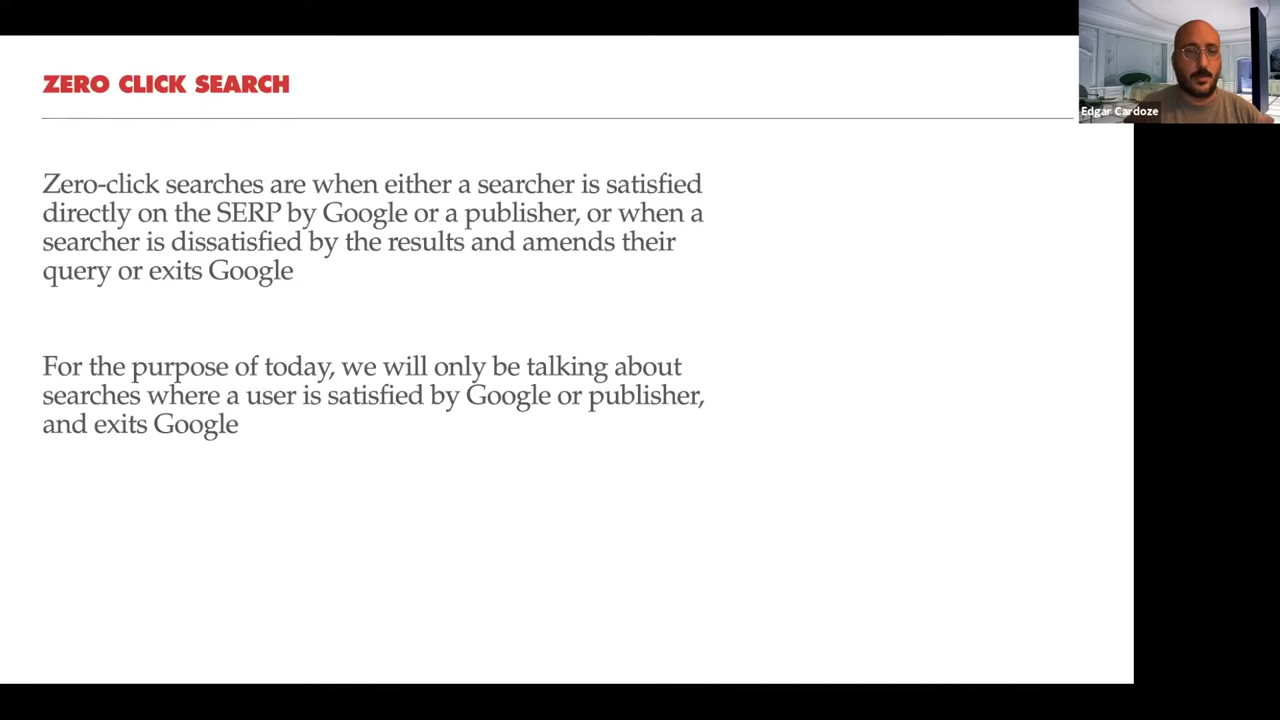 ZERO CLICK SEARCH
Edgar Cardoze
Zero-click searches are when either a searcher is satisfied
directly on the SERP by Google or a publisher, or when a
searcher is dissatisfied by the results and amends their
query or exits Google
For the purpose of today, we will only be talking about
searches where a user is satisfied by Google or publisher,
and exits Google